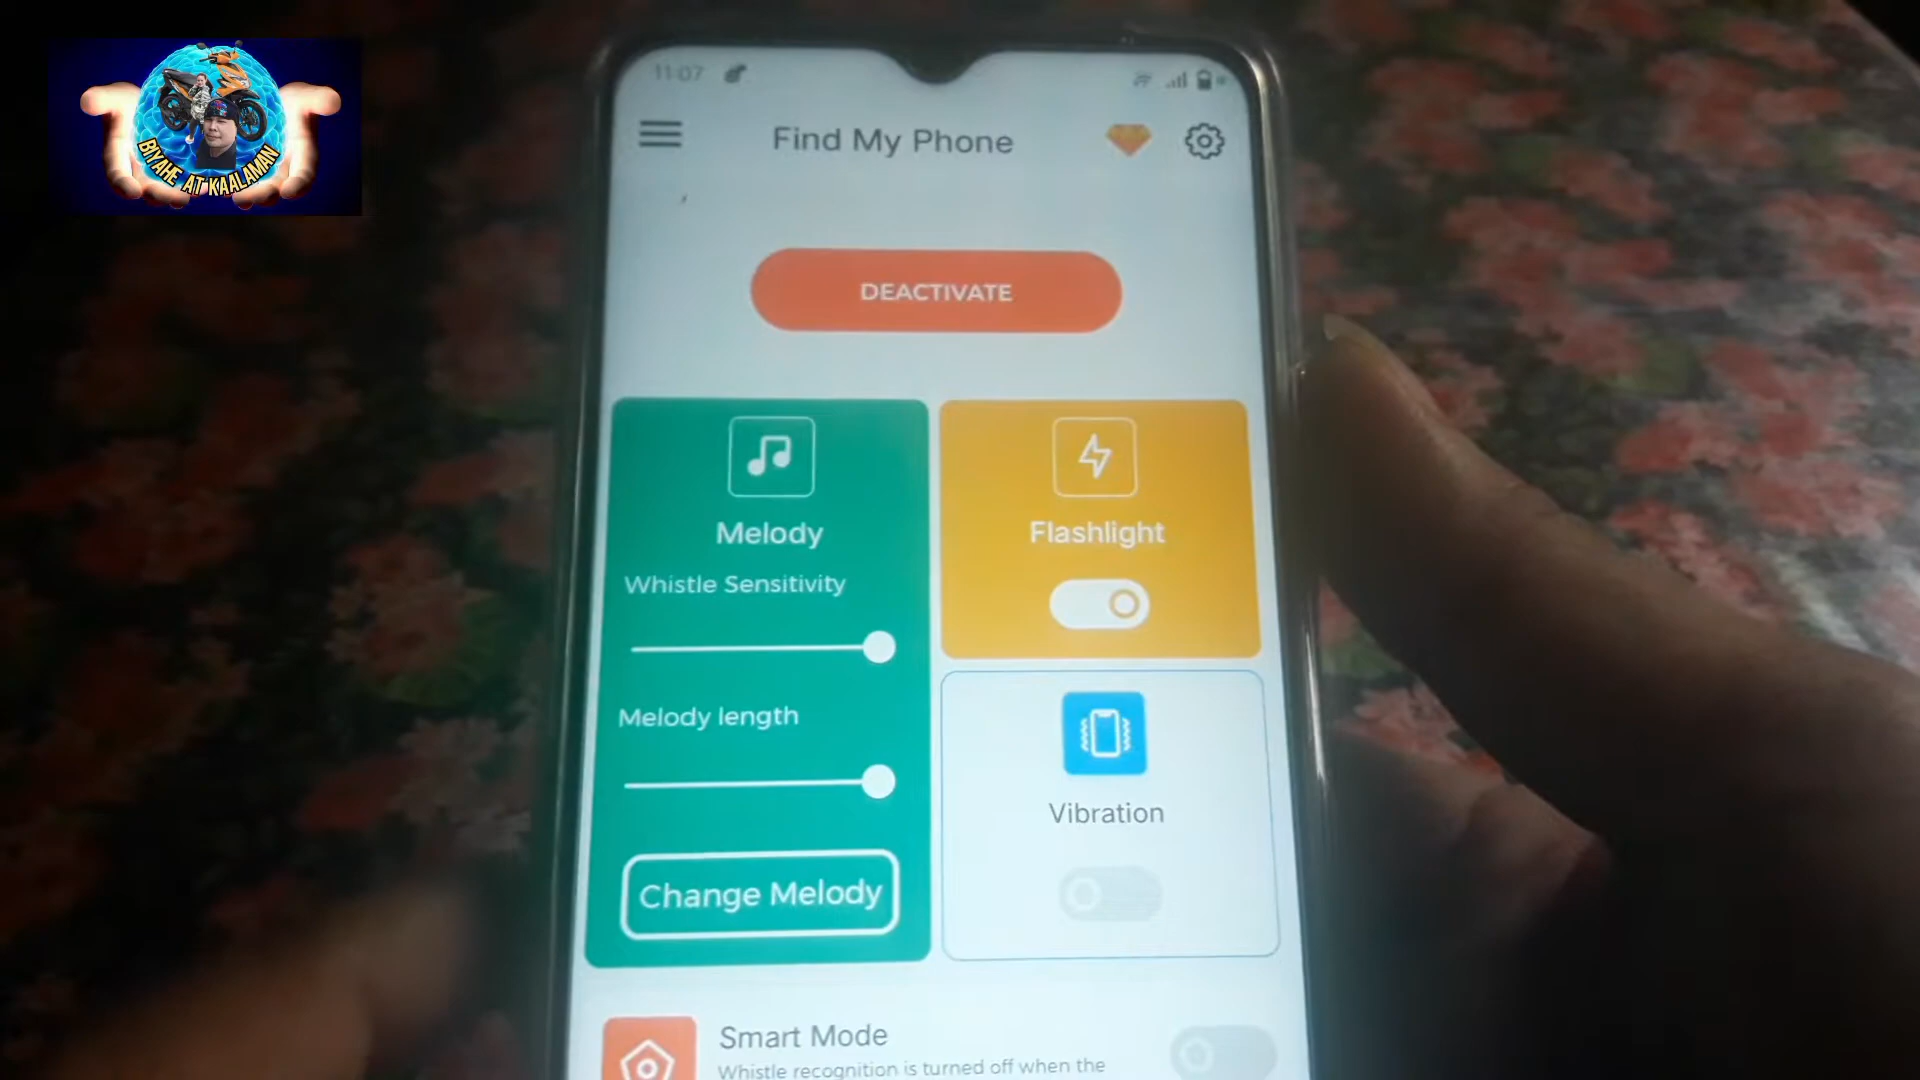 BIYAHE AT KAALAMAN
11:07
Find My Phone
DEACTIVATE
Melody
Whistle Sensitivity
Melody length
Change Melody
Flashlight
Vibration
Smart Mode
Whistle recognition is turned off when the